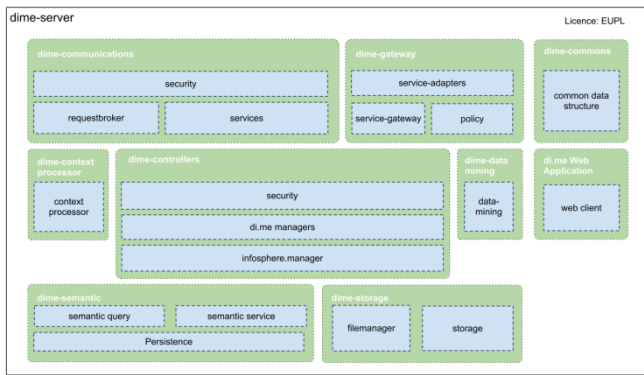 dime-server
Licence: EUPL
dime-communications
security
requestbroker
services
dime-gateway
service-adapters
service-gateway
policy
dime-commons
common data
structure
dime-context
processor
context
processor
dime-controllers
security
di.me managers
infosphere.manager
dime-data
mining
data-
mining
di.me Web
Application
web client
dime-semantic
semantic query
semantic service
Persistence
dime-storage
filemanager
storage